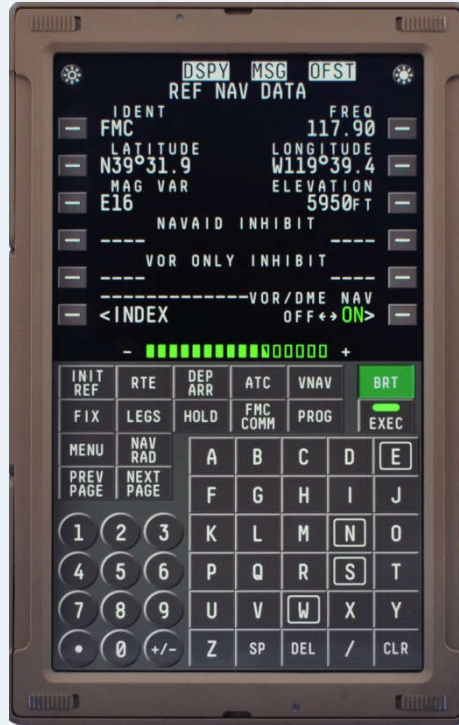 DSPY MSG OFST
REF NAV DATA
IDENT FREQ
FMC 117.90
LATITUDE LONGITUDE
N39°31.9 W119°39.4
MAG VAR ELEVATION
E16 5950FT
NAVAID INHIBIT
---- ----
VOR ONLY INHIBIT
---- ----
---------------VOR/DME NAV
<INDEX OFF↔ON>
- +
INIT REF RTE DEP ARR ATC VNAV BRT
FIX LEGS HOLD FMC COMM PROG EXEC
MENU NAV RAD A B C D E
PREV PAGE NEXT PAGE F G H I J
1 2 3 K L M N O
4 5 6 P Q R S T
7 8 9 U V W X Y
. 0 +/- Z SP DEL / CLR